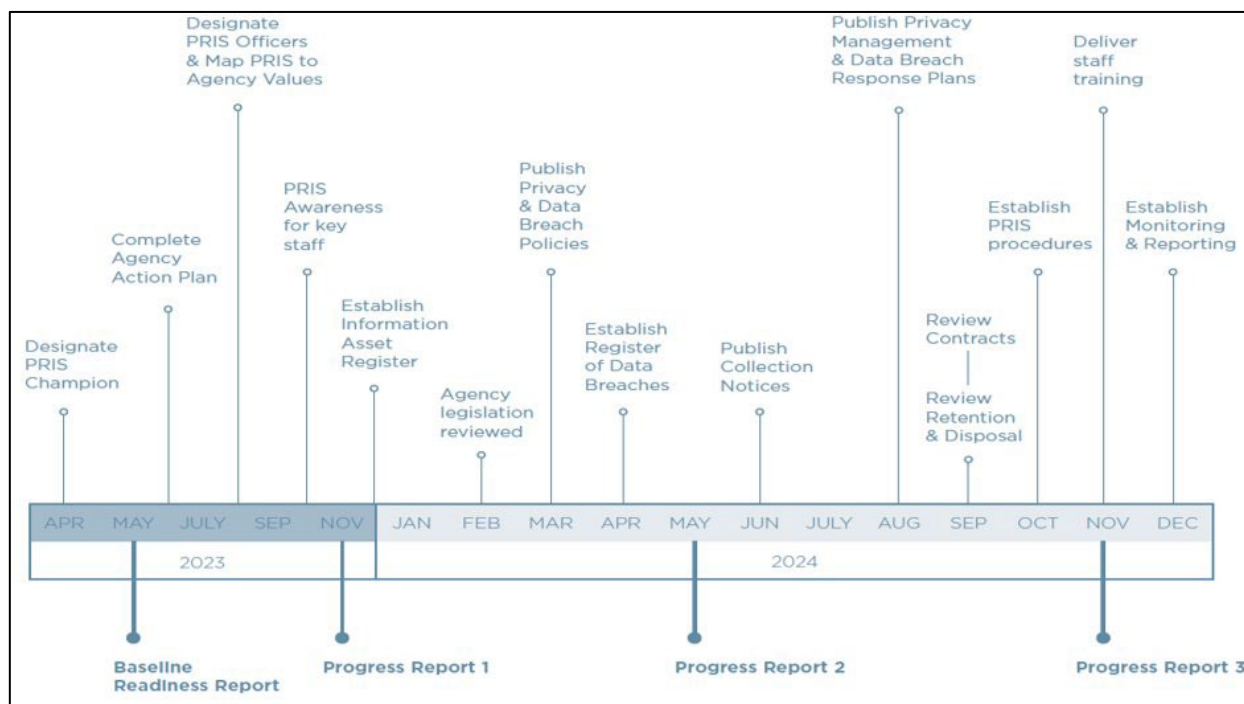 Designate
PRIS Officers
& Map PRIS to
Agency Values
Publish Privacy
Management
& Data Breach
Response Plans
Deliver
staff
training
PRIS
Awareness
for key
staff
Publish
Privacy
& Data
Breach
Policies
Establish
PRIS
procedures
Establish
Monitoring
& Reporting
Complete
Agency
Action Plan
Establish
Information
Asset
Register
Designate
PRIS
Champion
Agency
legislation
reviewed
Establish
Register
of Data
Breaches
Publish
Collection
Notices
Review
Contracts
Review
Retention
& Disposal
APR MAY JULY SEP NOV JAN FEB MAR APR MAY JUN JULY AUG SEP OCT NOV DEC
2023 2024
Baseline
Readiness Report
Progress Report 1
Progress Report 2
Progress Report 3